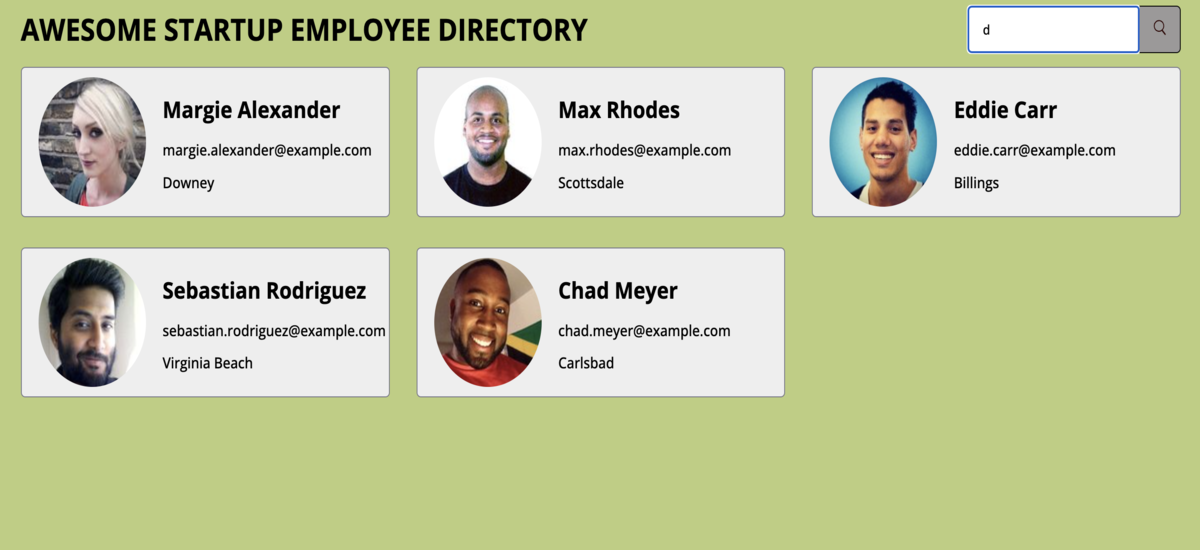 AWESOME STARTUP EMPLOYEE DIRECTORY
d
Margie Alexander
margie.alexander@example.com
Downey
Max Rhodes
max.rhodes@example.com
Scottsdale
Eddie Carr
eddie.carr@example.com
Billings
Sebastian Rodriguez
sebastian.rodriguez@example.com
Virginia Beach
Chad Meyer
chad.meyer@example.com
Carlsbad